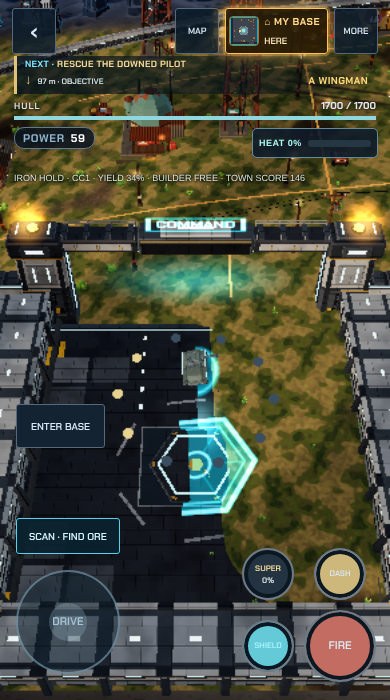 ‹
MAP
⌂ MY BASE
HERE
MORE
NEXT · RESCUE THE DOWNED PILOT
↓ 97 m · OBJECTIVE
A WINGMAN
HULL
1700 / 1700
POWER 59
HEAT 0%
IRON HOLD · CC1 · YIELD 34% · BUILDER FREE · TOWN SCORE 146
COMMAND
ENTER BASE
SCAN · FIND ORE
SUPER
0%
DASH
DRIVE
SHIELD
FIRE